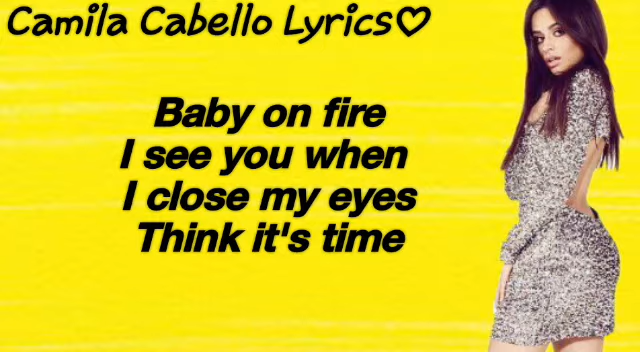 Camila Cabello Lyrics♡
Baby on fire
I see you when
I close my eyes
Think it's time